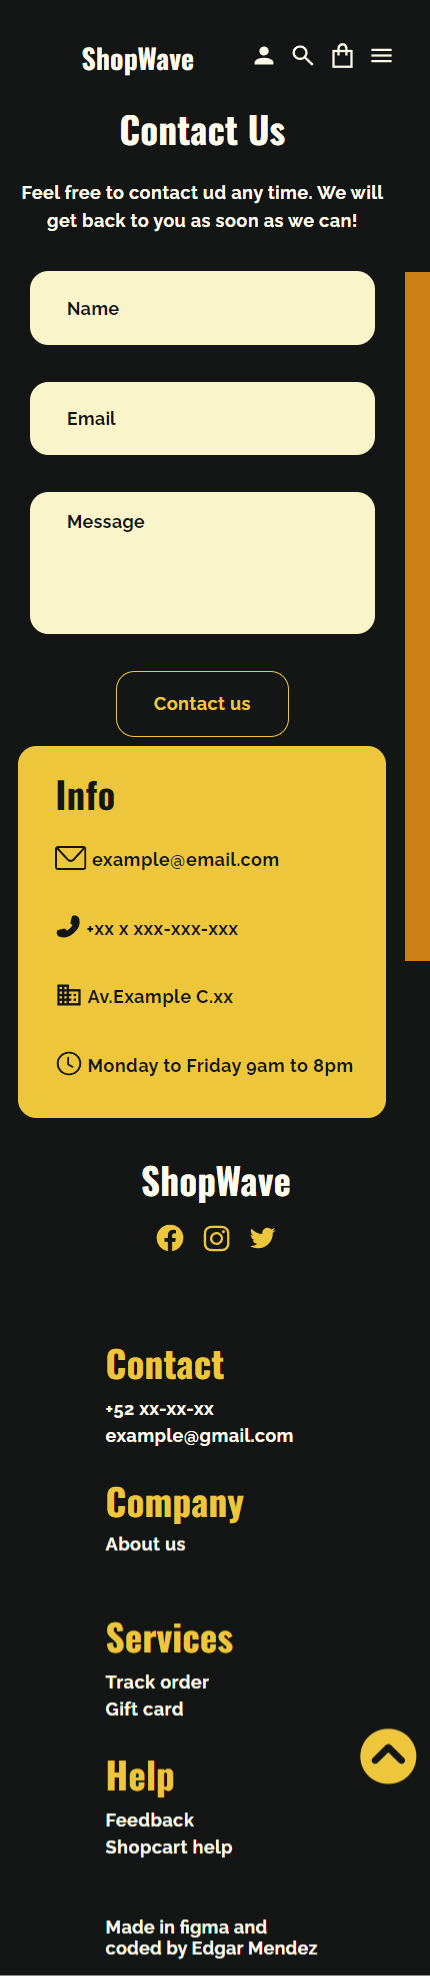 ShopWave
Contact Us
Feel free to contact ud any time. We will
get back to you as soon as we can!
Name
Email
Message
Contact us
Info
example@email.com
+xx x xxx-xxx-xxx
Av.Example C.xx
Monday to Friday 9am to 8pm
ShopWave
Contact
+52 xx-xx-xx
example@gmail.com
Company
About us
Services
Track order
Gift card
Help
Feedback
Shopcart help
Made in figma and
coded by Edgar Mendez